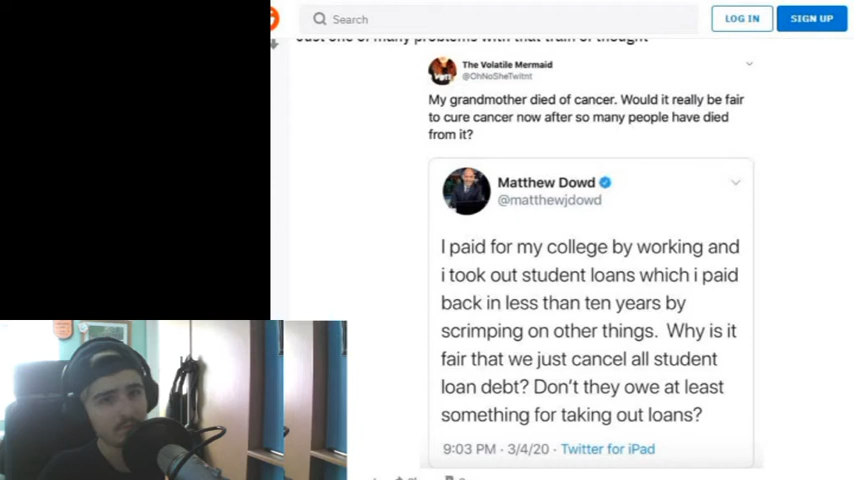 Search
LOG IN
SIGN UP
Just one of many problems with that train of thought
The Volatile Mermaid
@OhNoSheTwitnt
My grandmother died of cancer. Would it really be fair
to cure cancer now after so many people have died
from it?
Matthew Dowd
@matthewjdowd
I paid for my college by working and
i took out student loans which i paid
back in less than ten years by
scrimping on other things. Why is it
fair that we just cancel all student
loan debt? Don't they owe at least
something for taking out loans?
9:03 PM · 3/4/20 · Twitter for iPad